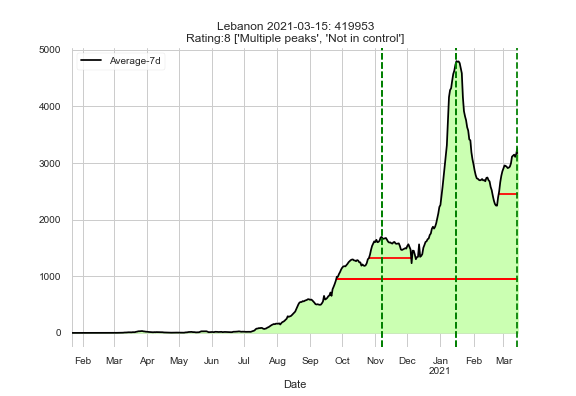 Lebanon 2021-03-15: 419953
Rating:8 ['Multiple peaks', 'Not in control']
Average-7d
5000
4000
3000
2000
1000
0
Feb Mar Apr May Jun Jul Aug Sep Oct Nov Dec Jan Feb Mar
2021
Date